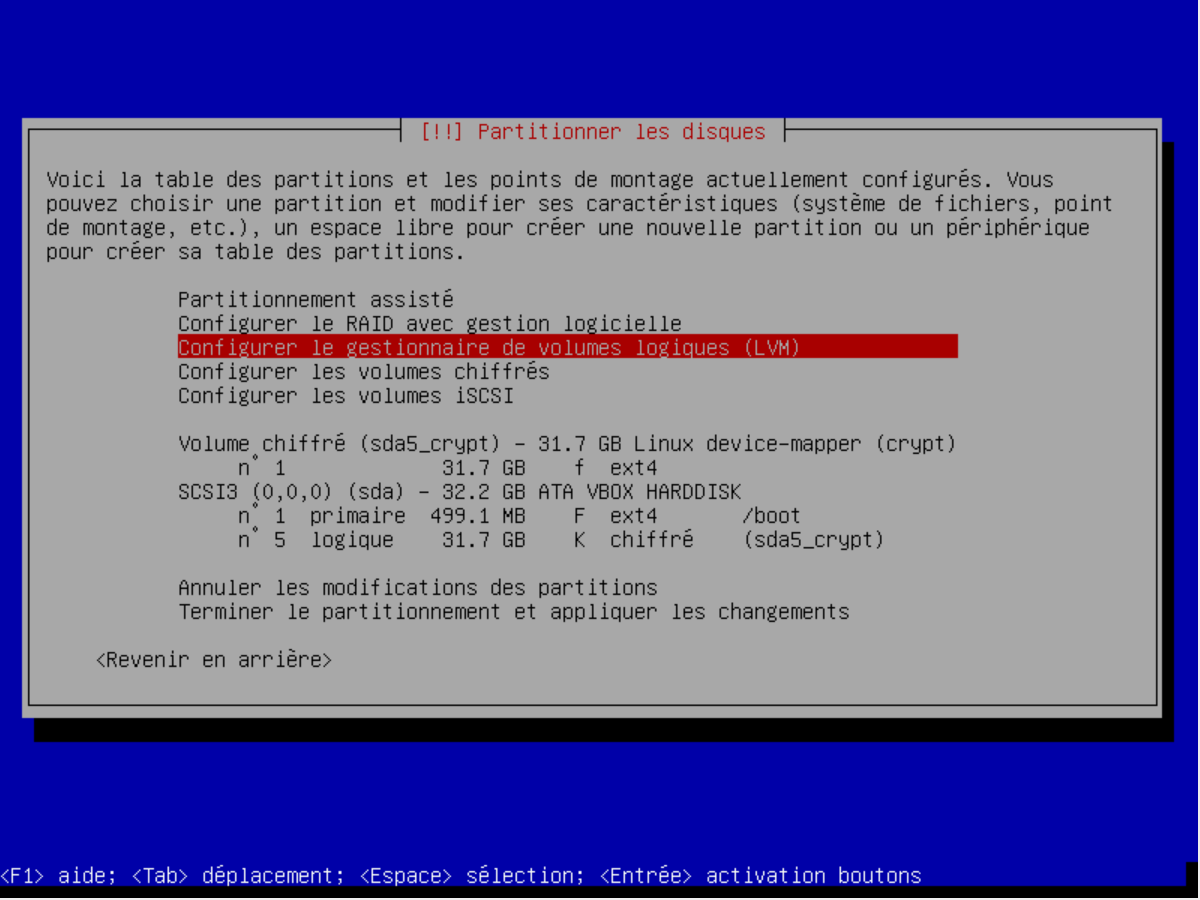 [!!] Partitionner les disques
Voici la table des partitions et les points de montage actuellement configurés. Vous
pouvez choisir une partition et modifier ses caractéristiques (système de fichiers, point
de montage, etc.), un espace libre pour créer une nouvelle partition ou un périphérique
pour créer sa table des partitions.
Partitionnement assisté
Configurer le RAID avec gestion logicielle
Configurer le gestionnaire de volumes logiques (LVM)
Configurer les volumes chiffrés
Configurer les volumes iSCSI
Volume chiffré (sda5_crypt) - 31.7 GB Linux device-mapper (crypt)
n° 1 31.7 GB f ext4
SCSI3 (0,0,0) (sda) - 32.2 GB ATA VBOX HARDDISK
n° 1 primaire 499.1 MB F ext4 /boot
n° 5 logique 31.7 GB K chiffré (sda5_crypt)
Annuler les modifications des partitions
Terminer le partitionnement et appliquer les changements
<Revenir en arrière>
<F1> aide; <Tab> déplacement; <Espace> sélection; <Entrée> activation boutons